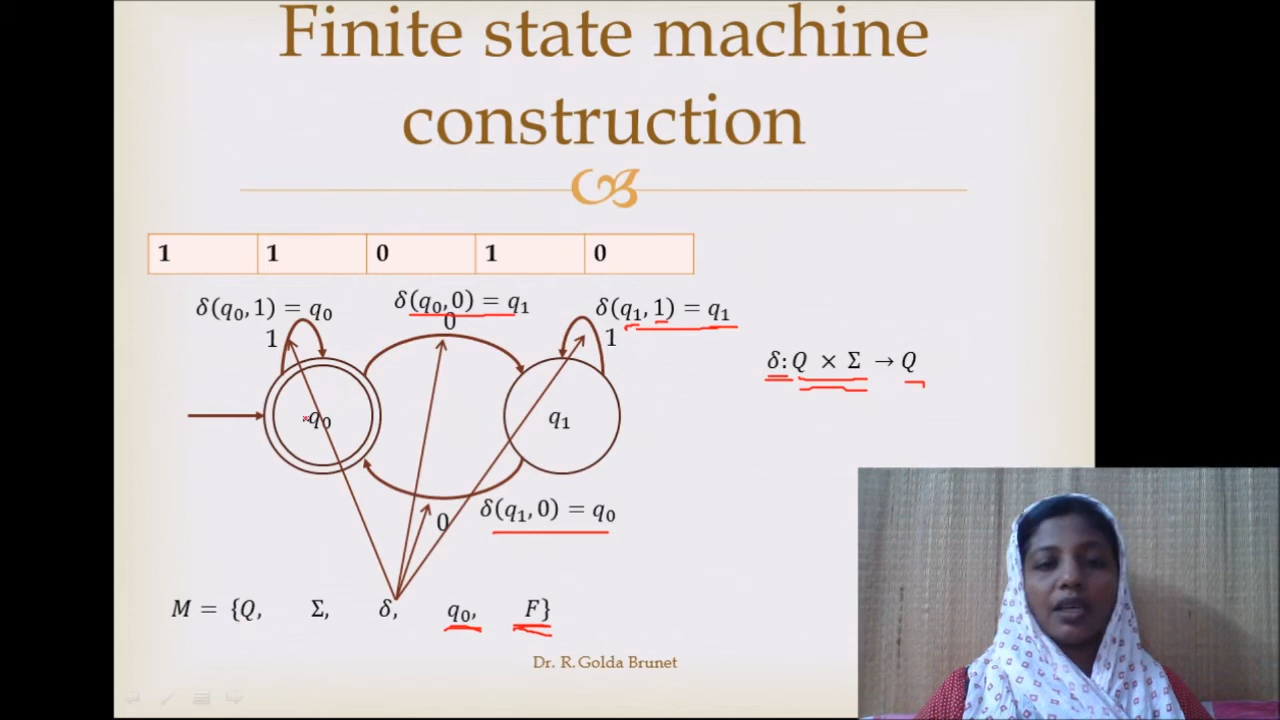 Finite state machine
construction
1 1 0 1 0
δ(q₀, 1) = q₀
δ(q₀, 0) = q₁
δ(q₁, 1) = q₁
1
0
1
δ: Q × Σ → Q
q₀
q₁
δ(q₁, 0) = q₀
0
M = {Q, Σ, δ, q₀, F}
Dr. R. Golda Brunet